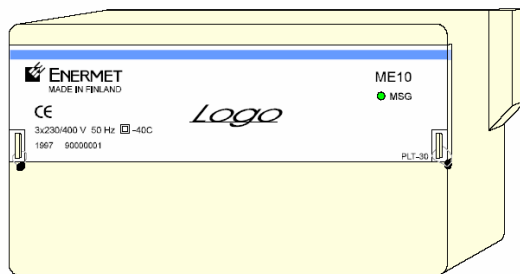 ENERMET
MADE IN FINLAND
ME10
MSG
CE
Logo
3x230/400 V 50 Hz -40C
1997 90000001
PLT-30